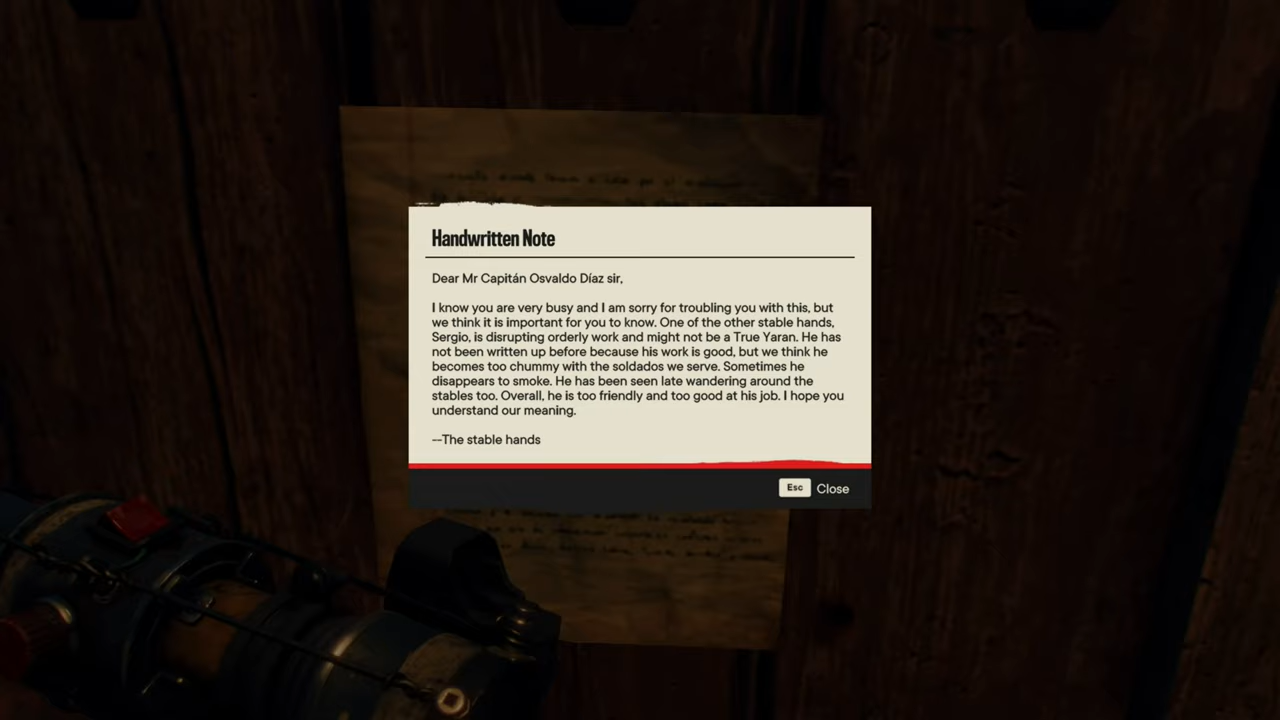 Handwritten Note
Dear Mr Capitán Osvaldo Díaz sir,
I know you are very busy and I am sorry for troubling you with this, but
we think it is important for you to know. One of the other stable hands,
Sergio, is disrupting orderly work and might not be a True Yaran. He has
not been written up before because his work is good, but we think he
becomes too chummy with the soldados we serve. Sometimes he
disappears to smoke. He has been seen late wandering around the
stables too. Overall, he is too friendly and too good at his job. I hope you
understand our meaning.
--The stable hands
Esc Close